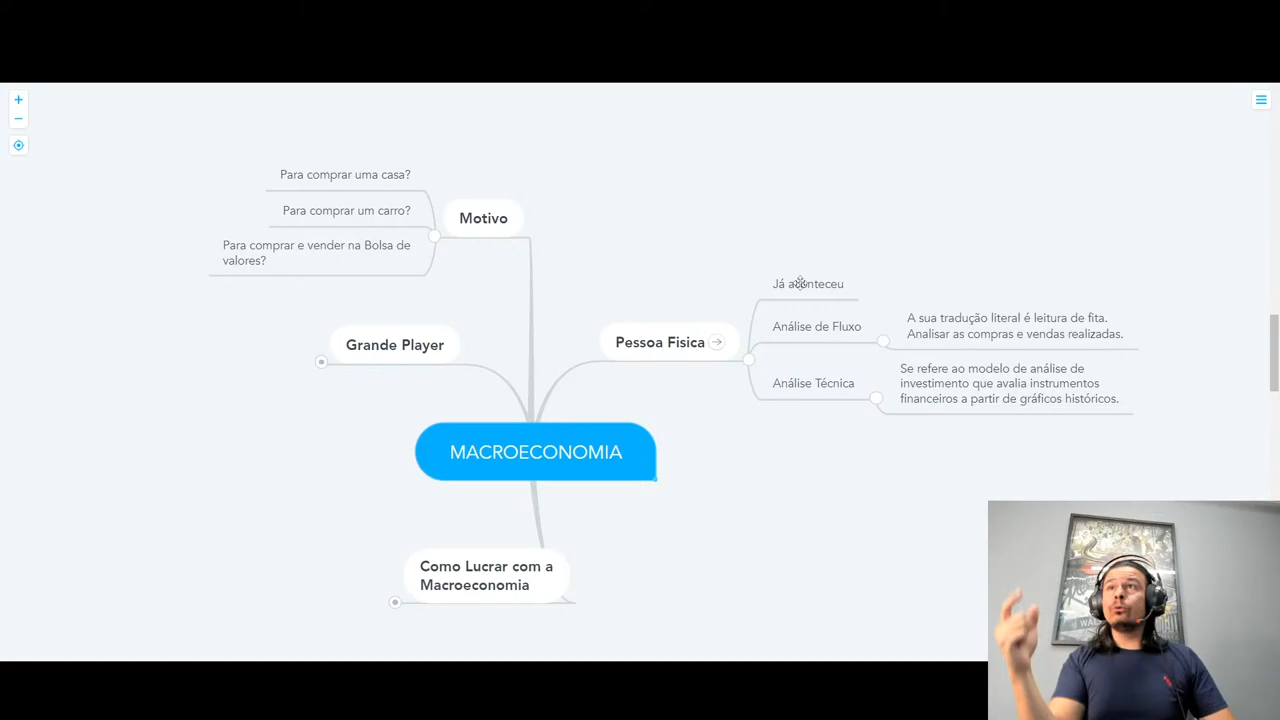 Para comprar uma casa?
Para comprar um carro?
Para comprar e vender na Bolsa de
valores?
Motivo
Grande Player
Pessoa Fisica
Já aconteceu
Análise de Fluxo
A sua tradução literal é leitura de fita.
Analisar as compras e vendas realizadas.
Análise Técnica
Se refere ao modelo de análise de
investimento que avalia instrumentos
financeiros a partir de gráficos históricos.
MACROECONOMIA
Como Lucrar com a
Macroeconomia
WALL